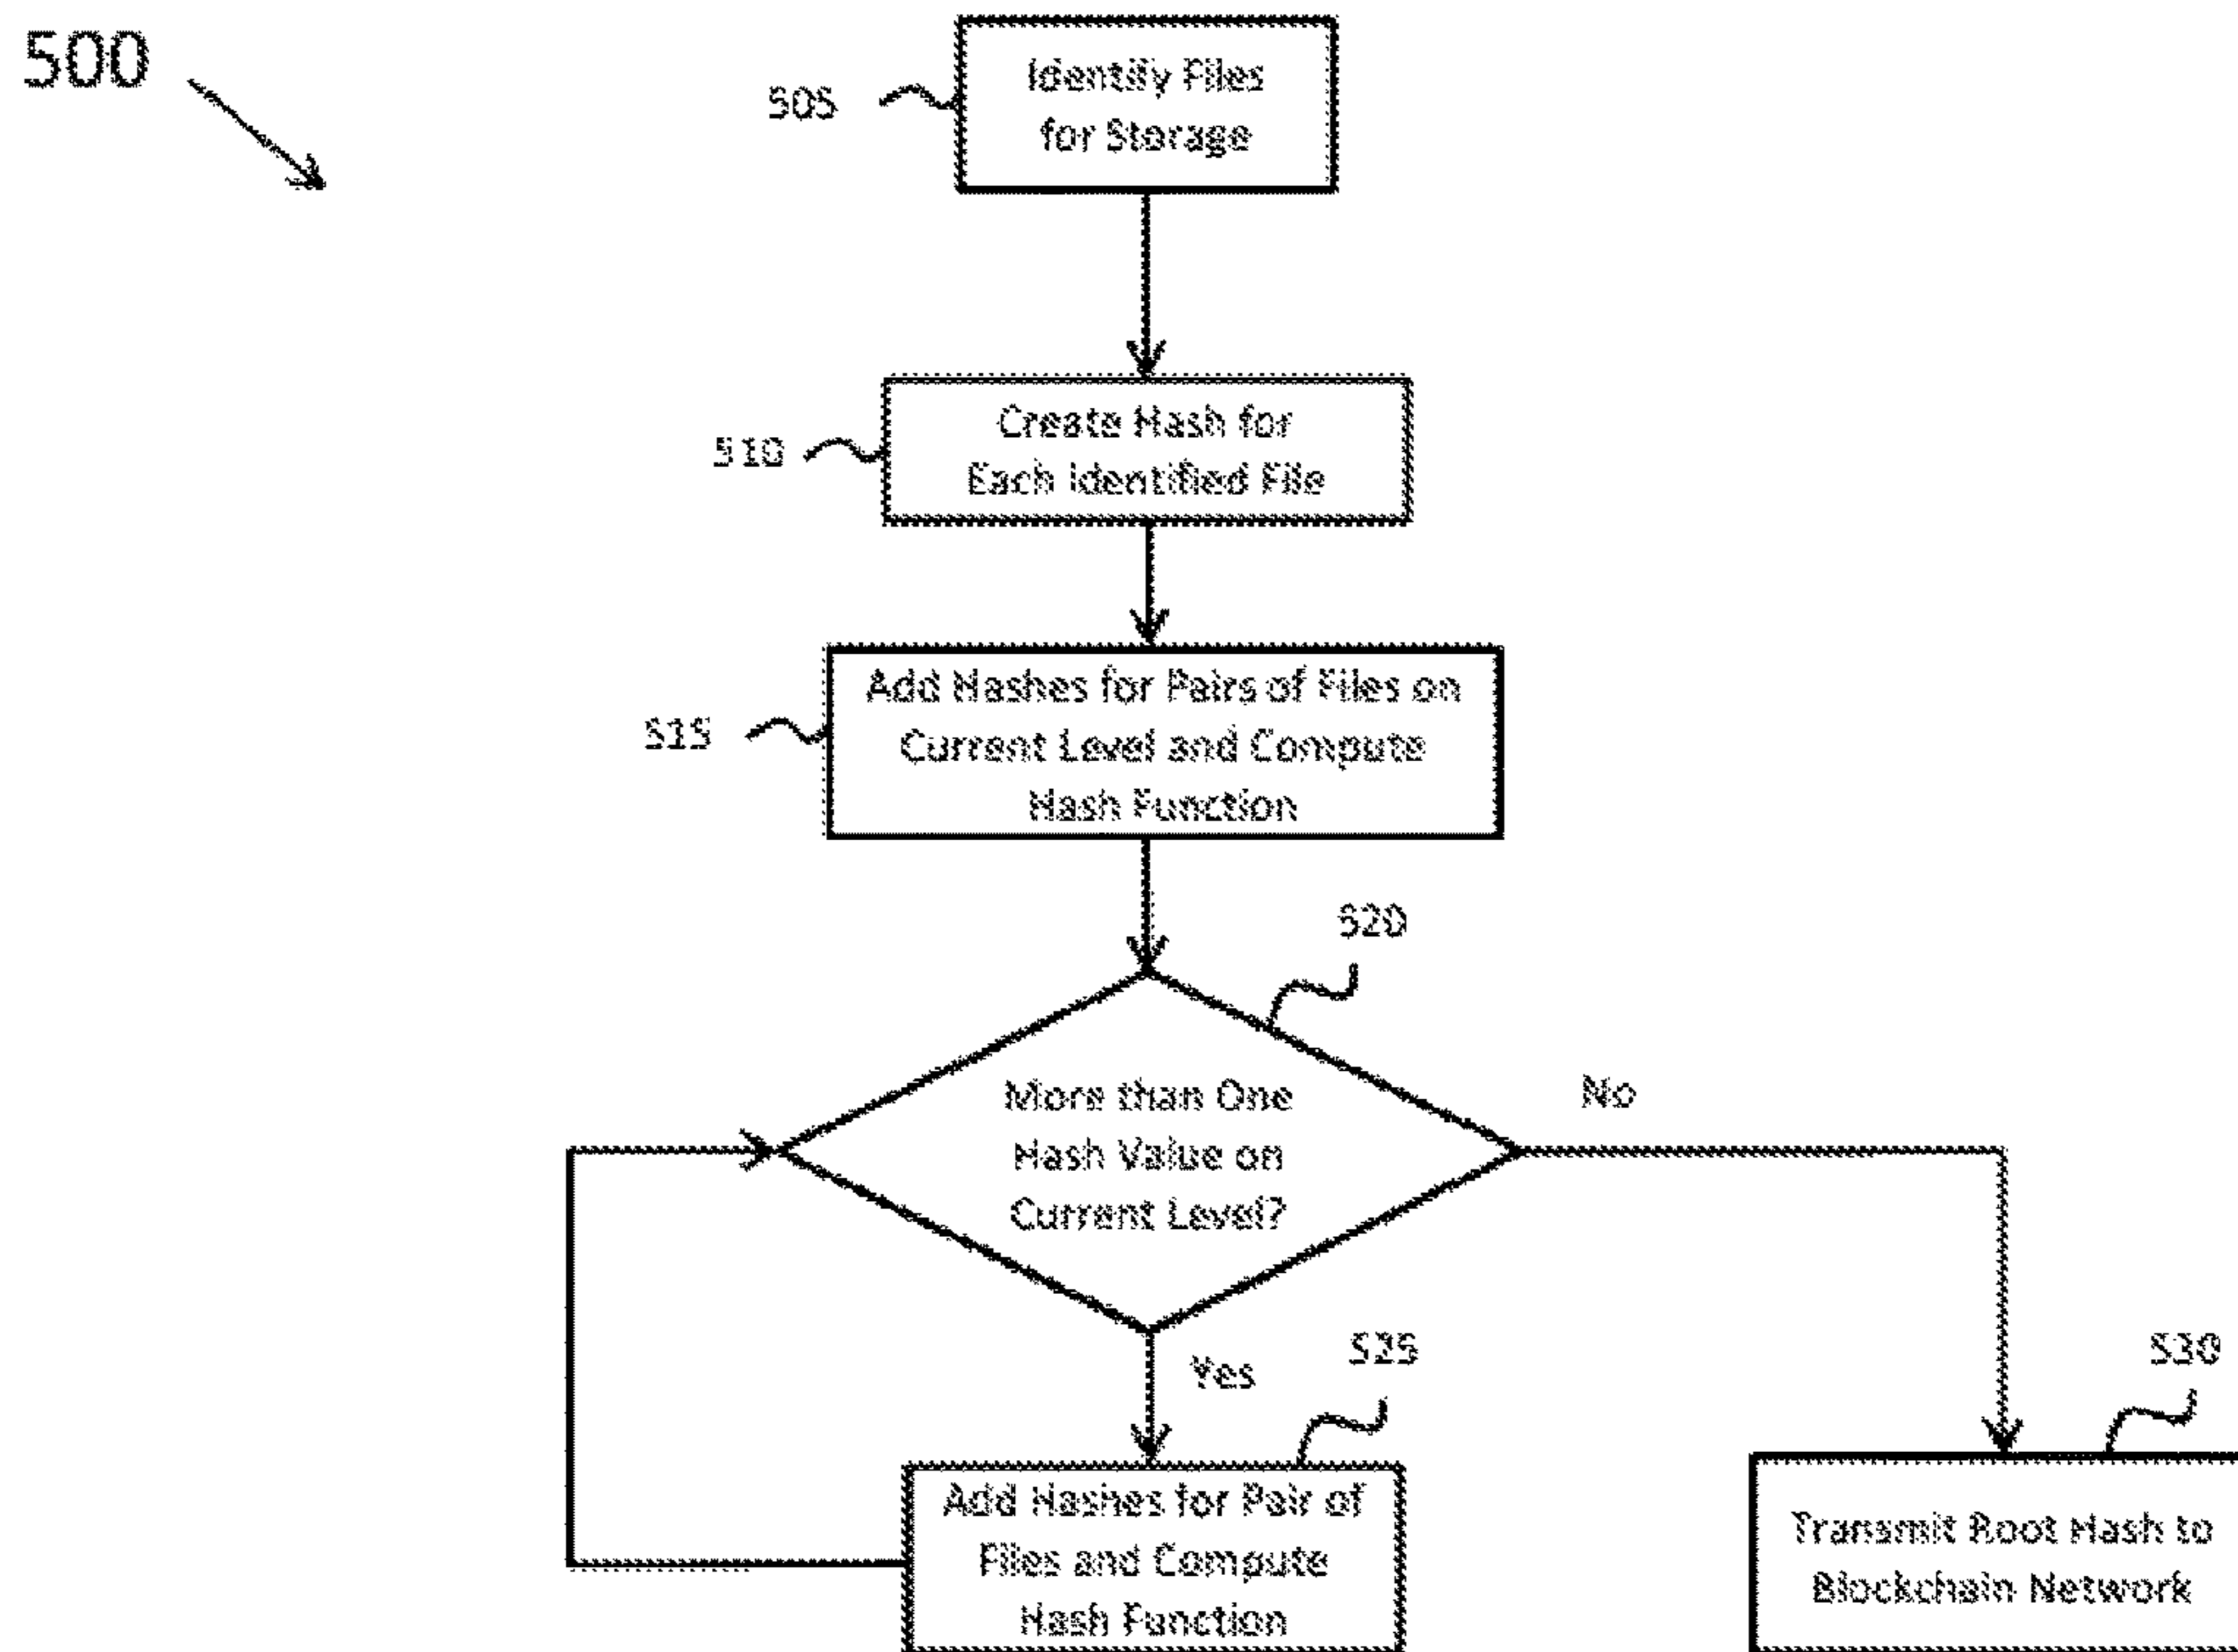 500
505
Identify Files
for Storage
510
Create Hash for
Each Identified File
515
Add Hashes for Pairs of Files on
Current Level and Compute
Hash Function
520
More than One
Hash Value on
Current Level?
No
Yes
525
530
Add Hashes for Pair of
Files and Compute
Hash Function
Transmit Root Hash to
Blockchain Network